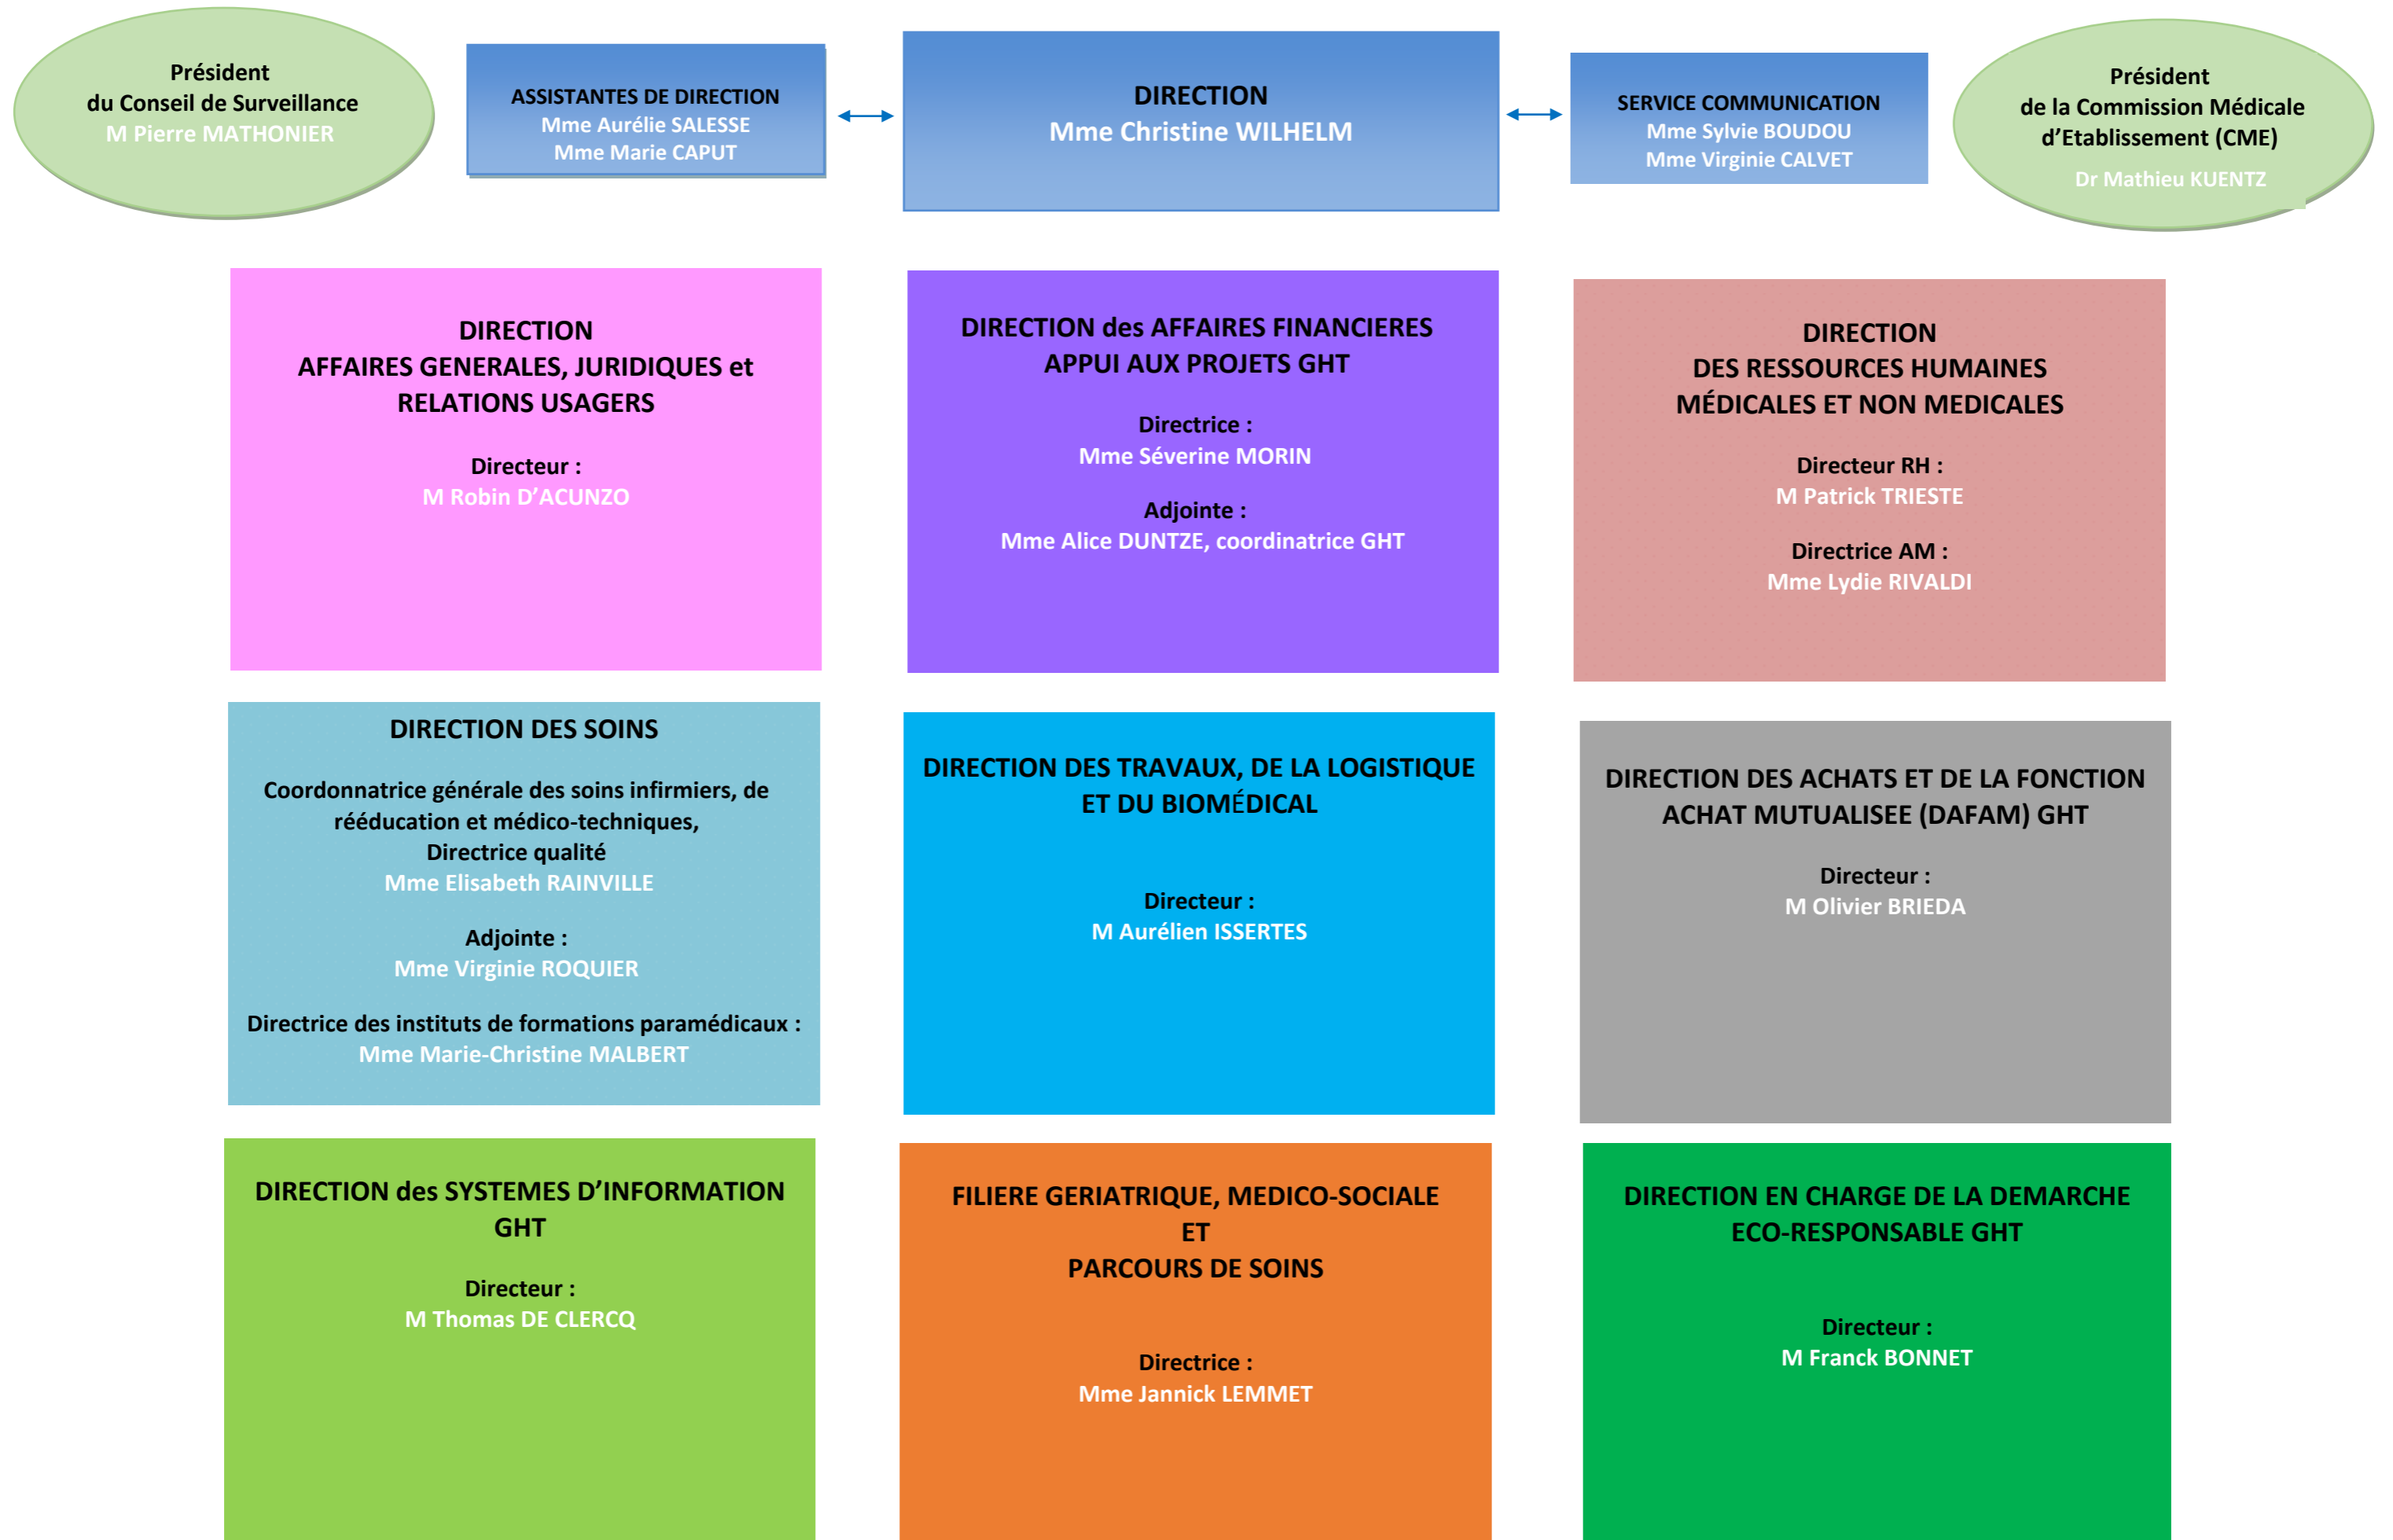 Président
du Conseil de Surveillance
M Pierre MATHONIER
ASSISTANTES DE DIRECTION
Mme Aurélie SALESSE
Mme Marie CAPUT
DIRECTION
Mme Christine WILHELM
SERVICE COMMUNICATION
Mme Sylvie BOUDOU
Mme Virginie CALVET
Président
de la Commission Médicale
d’Etablissement (CME)
Dr Mathieu KUENTZ
DIRECTION
AFFAIRES GENERALES, JURIDIQUES et
RELATIONS USAGERS
Directeur :
M Robin D’ACUNZO
DIRECTION des AFFAIRES FINANCIERES
APPUI AUX PROJETS GHT
Directrice :
Mme Séverine MORIN
Adjointe :
Mme Alice DUNTZE, coordinatrice GHT
DIRECTION
DES RESSOURCES HUMAINES
MÉDICALES ET NON MEDICALES
Directeur RH :
M Patrick TRIESTE
Directrice AM :
Mme Lydie RIVALDI
DIRECTION DES SOINS
Coordonnatrice générale des soins infirmiers, de
rééducation et médico-techniques,
Directrice qualité
Mme Elisabeth RAINVILLE
Adjointe :
Mme Virginie ROQUIER
Directrice des instituts de formations paramédicaux :
Mme Marie-Christine MALBERT
DIRECTION DES TRAVAUX, DE LA LOGISTIQUE
ET DU BIOMÉDICAL
Directeur :
M Aurélien ISSERTES
DIRECTION DES ACHATS ET DE LA FONCTION
ACHAT MUTUALISEE (DAFAM) GHT
Directeur :
M Olivier BRIEDA
DIRECTION des SYSTEMES D’INFORMATION
GHT
Directeur :
M Thomas DE CLERCQ
FILIERE GERIATRIQUE, MEDICO-SOCIALE
ET
PARCOURS DE SOINS
Directrice :
Mme Jannick LEMMET
DIRECTION EN CHARGE DE LA DEMARCHE
ECO-RESPONSABLE GHT
Directeur :
M Franck BONNET